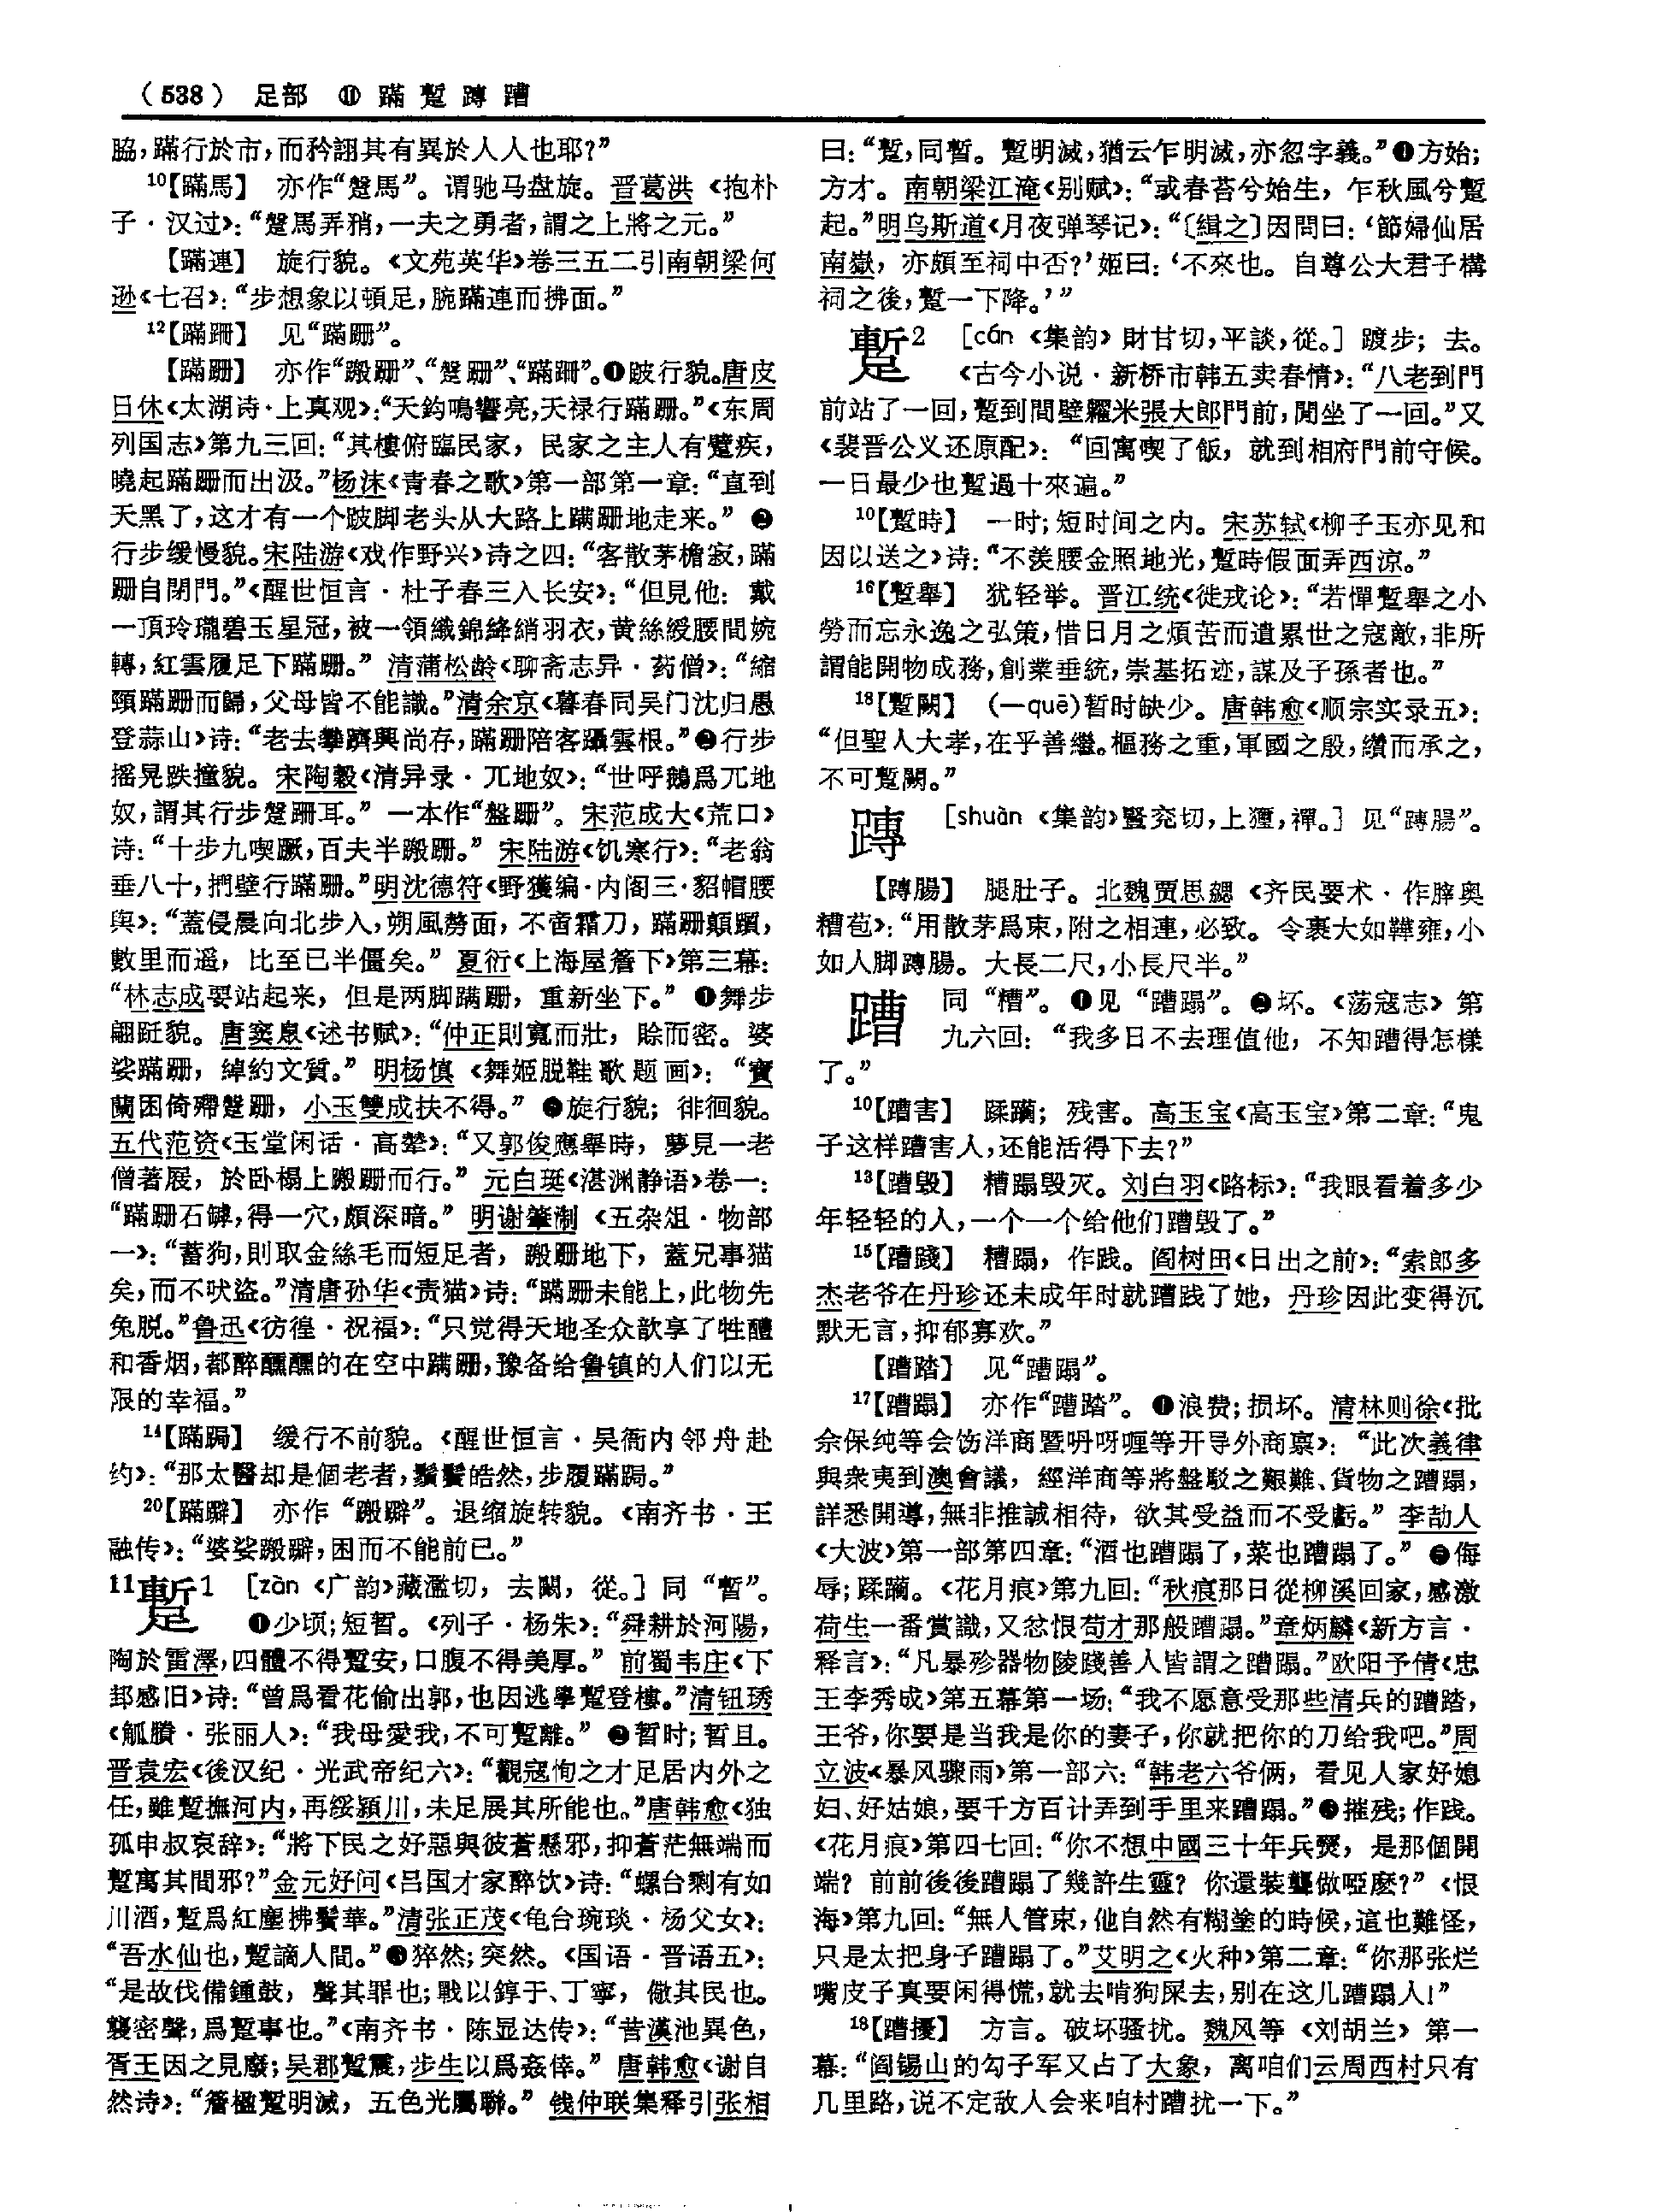 （538） 足部 ⑪ 蹣蹔蹲蹧
脇，蹣行於市，而矜詡其有異於人人也耶？”
10【蹣馬】 亦作“蹩馬”。谓驰马盘旋。晋葛洪《抱朴
子·汉过》：“蹩馬弄矟，一夫之勇者，謂之上將之元。”
【蹣連】 旋行貌。《文苑英华》卷三五二引南朝梁何
逊《七召》：“步想象以頓足，腕蹣連而拂面。”
12【蹣跚】 见“蹣跚”。
【蹣跚】 亦作“蹒跚”、“蹩跚”、“蹣跚”。❶跛行貌。唐皮
日休《太湖诗·上真观》：“天鈞鳴響亮，天禄行蹣跚。”《东周
列国志》第九三回：“其樓俯臨民家，民家之主人有躄疾，
曉起蹣跚而出汲。”杨沫《青春之歌》第一部第一章：“直到
天黑了，这才有一个跛脚老头从大路上蹒跚地走来。” ❷
行步缓慢貌。宋陆游《戏作野兴》诗之四：“客散茅檐寂，蹣
跚自閉門。”《醒世恒言·杜子春三入长安》：“但見他：戴
一頂玲瓏碧玉星冠，被一領織錦絳綃羽衣，黄絲綬腰間婉
轉，紅雲履足下蹣跚。” 清蒲松龄《聊斋志异·药僧》：“縮
頸蹣跚而歸，父母皆不能識。”清余京《暮春同吴门沈归愚
登蒜山》诗：“老去攀躋興尚存，蹣跚陪客躡雲根。”❸行步
摇晃跌撞貌。宋陶穀《清异录·兀地奴》：“世呼鵝爲兀地
奴，謂其行步蹩跚耳。” 一本作“盤跚”。宋范成大《荒口》
诗：“十步九喫蹶，百夫半蹒跚。” 宋陆游《饥寒行》：“老翁
垂八十，捫壁行蹣跚。”明沈德符《野獲编·内阁三·貂帽腰
舆》：“蓋侵晨向北步入，朔風剺面，不啻霜刀，蹣跚顛躓，
數里而遥，比至已半僵矣。” 夏衍《上海屋簷下》第三幕：
“林志成要站起来，但是两脚蹒跚，重新坐下。” ❹舞步
翩跹貌。唐窦臮《述书赋》：“仲正則寬而壯，賒而密。婆
娑蹣跚，綽約文質。” 明杨慎《舞姬脱鞋歌题画》：“寶
蘭困倚殢蹩跚，小玉雙成扶不得。” ❺旋行貌；徘徊貌。
五代范资《玉堂闲话·高辇》：“又郭俊應舉時，夢見一老
僧著屐，於卧榻上蹒跚而行。” 元白珽《湛渊静语》卷一：
“蹣跚石罅，得一穴，頗深暗。” 明谢肇淛《五杂俎·物部
一》：“蓄狗，則取金絲毛而短足者，蹒跚地下，蓋兄事猫
矣，而不吠盗。”清唐孙华《责猫》诗：“蹣跚未能上，此物先
兔脱。”鲁迅《彷徨·祝福》：“只觉得天地圣众歆享了牲醴
和香烟，都醉醺醺的在空中蹒跚，豫备给鲁镇的人们以无
限的幸福。”
14【蹣跼】 缓行不前貌。《醒世恒言·吴衙内邻舟赴
约》：“那太醫却是個老者，鬚鬢皓然，步履蹣跼。”
20【蹣躃】 亦作“蹒躃”。退缩旋转貌。《南齐书·王
融传》：“婆娑蹒躃，困而不能前已。”
11蹔1 ［zàn《广韵》藏濫切，去闞，從。］同“暫”。
❶少顷；短暂。《列子·杨朱》：“舜耕於河陽，
陶於雷澤，四體不得蹔安，口腹不得美厚。” 前蜀韦庄《下
邽感旧》诗：“曾爲看花偷出郭，也因逃學蹔登樓。”清钮琇
《觚賸·张丽人》：“我母愛我，不可蹔離。” ❷暂时；暂且。
晋袁宏《後汉纪·光武帝纪六》：“觀寇恂之才足居内外之
任，雖蹔撫河内，再綏潁川，未足展其所能也。”唐韩愈《独
孤申叔哀辞》：“將下民之好惡與彼蒼懸邪，抑蒼茫無端而
蹔寓其間邪？”金元好问《吕国才家醉饮》诗：“螺台剩有如
川酒，蹔爲紅塵拂鬢華。”清张正茂《龟台琬琰·杨父女》：
“吾水仙也，蹔謫人間。”❸猝然；突然。《国语·晋语五》：
“是故伐備鍾鼓，聲其罪也；戰以錞于、丁寧，儆其民也。
襲密聲，爲蹔事也。”《南齐书·陈显达传》：“昔漢池異色，
胥王因之見廢；吴郡蹔震，步生以爲姦倖。” 唐韩愈《谢自
然诗》：“簷楹蹔明滅，五色光屬聯。” 钱仲联集释引张相
曰：“蹔，同暫。蹔明滅，猶云乍明滅，亦忽字義。”❹方始；
方才。南朝梁江淹《别赋》：“或春苔兮始生，乍秋風兮蹔
起。”明乌斯道《月夜弹琴记》：“〔緝之〕因問曰：‘節婦仙居
南嶽，亦頗至祠中否？’姬曰：‘不來也。自尊公大君子構
祠之後，蹔一下降。’”
蹔2 ［cán《集韵》財甘切，平談，從。］踱步；去。
《古今小说·新桥市韩五卖春情》：“八老到門
前站了一回，蹔到間壁糶米張大郎門前，閒坐了一回。”又
《裴晋公义还原配》：“回寓喫了飯，就到相府門前守候。
一日最少也蹔過十來遍。”
10【蹔時】 一时；短时间之内。宋苏轼《柳子玉亦见和
因以送之》诗：“不羨腰金照地光，蹔時假面弄西涼。”
16【蹔舉】 犹轻举。晋江统《徙戎论》：“若憚蹔舉之小
勞而忘永逸之弘策，惜日月之煩苦而遺累世之寇敵，非所
謂能開物成務，創業垂統，崇基拓迹，謀及子孫者也。”
18【蹔闕】 （—quē）暂时缺少。唐韩愈《顺宗实录五》：
“但聖人大孝，在乎善繼。樞務之重，軍國之殷，纘而承之，
不可蹔闕。”
蹲 ［shuàn《集韵》豎兖切，上獮，禪。］见“蹲腸”。
【蹲腸】 腿肚子。北魏贾思勰《齐民要术·作脺奥
糟苞》：“用散茅爲束，附之相連，必致。令裹大如鞾雍，小
如人脚蹲腸。大長二尺，小長尺半。”
蹧 同“糟”。❶见“蹧蹋”。❷坏。《荡寇志》第
九六回：“我多日不去理值他，不知蹧得怎樣
了。”
10【蹧害】 蹂躏；残害。高玉宝《高玉宝》第二章：“鬼
子这样蹧害人，还能活得下去？”
13【蹧毁】 糟蹋毁灭。刘白羽《路标》：“我眼看着多少
年轻轻的人，一个一个给他们蹧毁了。”
15【蹧踐】 糟蹋，作践。阎树田《日出之前》：“索郎多
杰老爷在丹珍还未成年时就蹧践了她，丹珍因此变得沉
默无言，抑郁寡欢。”
【蹧踏】 见“蹧蹋”。
17【蹧蹋】 亦作“蹧踏”。❶浪费；损坏。清林则徐《批
佘保纯等会饬洋商暨呀呀喱等开导外商禀》：“此次義律
與衆夷到澳會議，經洋商等將盤駁之艱難、貨物之蹧蹋，
詳悉開導，無非推誠相待，欲其受益而不受虧。” 李劼人
《大波》第一部第四章：“酒也蹧蹋了，菜也蹧蹋了。” ❷侮
辱；蹂躏。《花月痕》第九回：“秋痕那日從柳溪回家，感激
荷生一番賞識，又忿恨苟才那般蹧蹋。”章炳麟《新方言·
释言》：“凡暴殄器物陵踐善人皆謂之蹧蹋。”欧阳予倩《忠
王李秀成》第五幕第一场：“我不愿意受那些清兵的蹧踏，
王爷，你要是当我是你的妻子，你就把你的刀给我吧。”周
立波《暴风骤雨》第一部六：“韩老六爷俩，看见人家好媳
妇、好姑娘，要千方百计弄到手里来蹧蹋。”❸摧残；作践。
《花月痕》第四七回：“你不想中國三十年兵燹，是那個開
端？前前後後蹧蹋了幾許生靈？你還裝聾做啞麽？” 《恨
海》第九回：“無人管束，他自然有糊塗的時候，這也難怪，
只是太把身子蹧蹋了。”艾明之《火种》第二章：“你那张烂
嘴皮子真要闲得慌，就去啃狗屎去，别在这儿蹧蹋人！”
18【蹧擾】 方言。破坏骚扰。魏风等《刘胡兰》第一
幕：“阎锡山的勾子军又占了大象，离咱们云周西村只有
几里路，说不定敌人会来咱村蹧扰一下。”